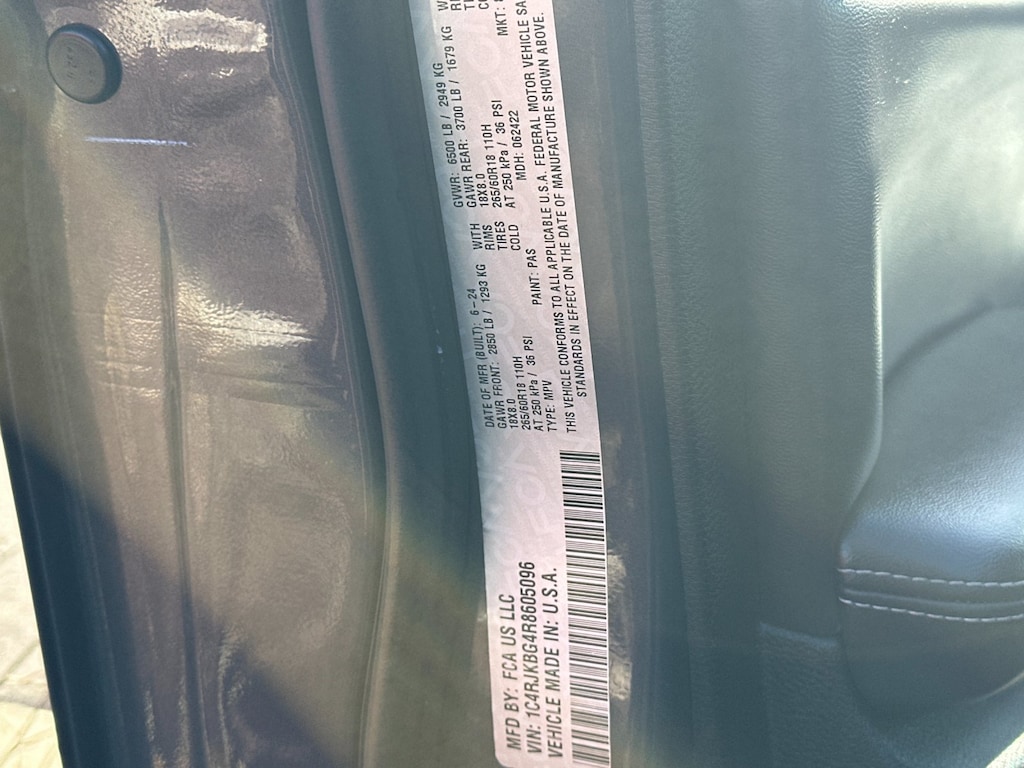 MFD BY: FCA US LLC
VIN: 1C4RJKBG4R8605096
VEHICLE MADE IN: U.S.A.
DATE OF MFR (BUILT): 6-24
GVWR: 6500 LB / 2949 KG
GAWR FRONT: 2850 LB / 1293 KG
WITH
GAWR REAR: 3700 LB / 1679 KG
18X8.0
RIMS
18X8.0
265/60R18 110H
TIRES
265/60R18 110H
AT 250 kPa / 36 PSI
COLD
AT 250 kPa / 36 PSI
TYPE: MPV
PAINT: PAS
MDH: 062422
MKT:
THIS VEHICLE CONFORMS TO ALL APPLICABLE U.S.A. FEDERAL MOTOR VEHICLE SA
STANDARDS IN EFFECT ON THE DATE OF MANUFACTURE SHOWN ABOVE.